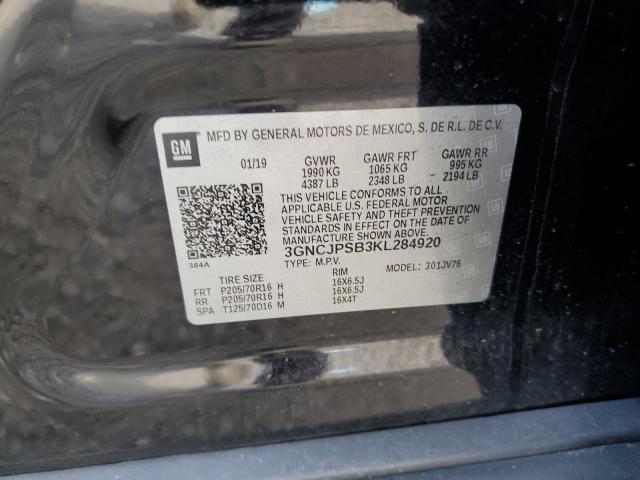 GM
MFD BY GENERAL MOTORS DE MEXICO, S. DE R.L. DE C.V.
01/19 GVWR GAWR FRT GAWR RR
1990 KG 1065 KG 995 KG
4387 LB 2348 LB 2194 LB
THIS VEHICLE CONFORMS TO ALL
APPLICABLE U.S. FEDERAL MOTOR
VEHICLE SAFETY AND THEFT PREVENTION
STANDARDS IN EFFECT ON THE DATE
OF MANUFACTURE SHOWN ABOVE.
3GNCJPSB3KL284920
384A TYPE: M.P.V. MODEL: 301JV76
TIRE SIZE RIM
FRT P205/70R16 H 16X6.5J
RR P205/70R16 H 16X6.5J
SPA T125/70D16 M 16X4T